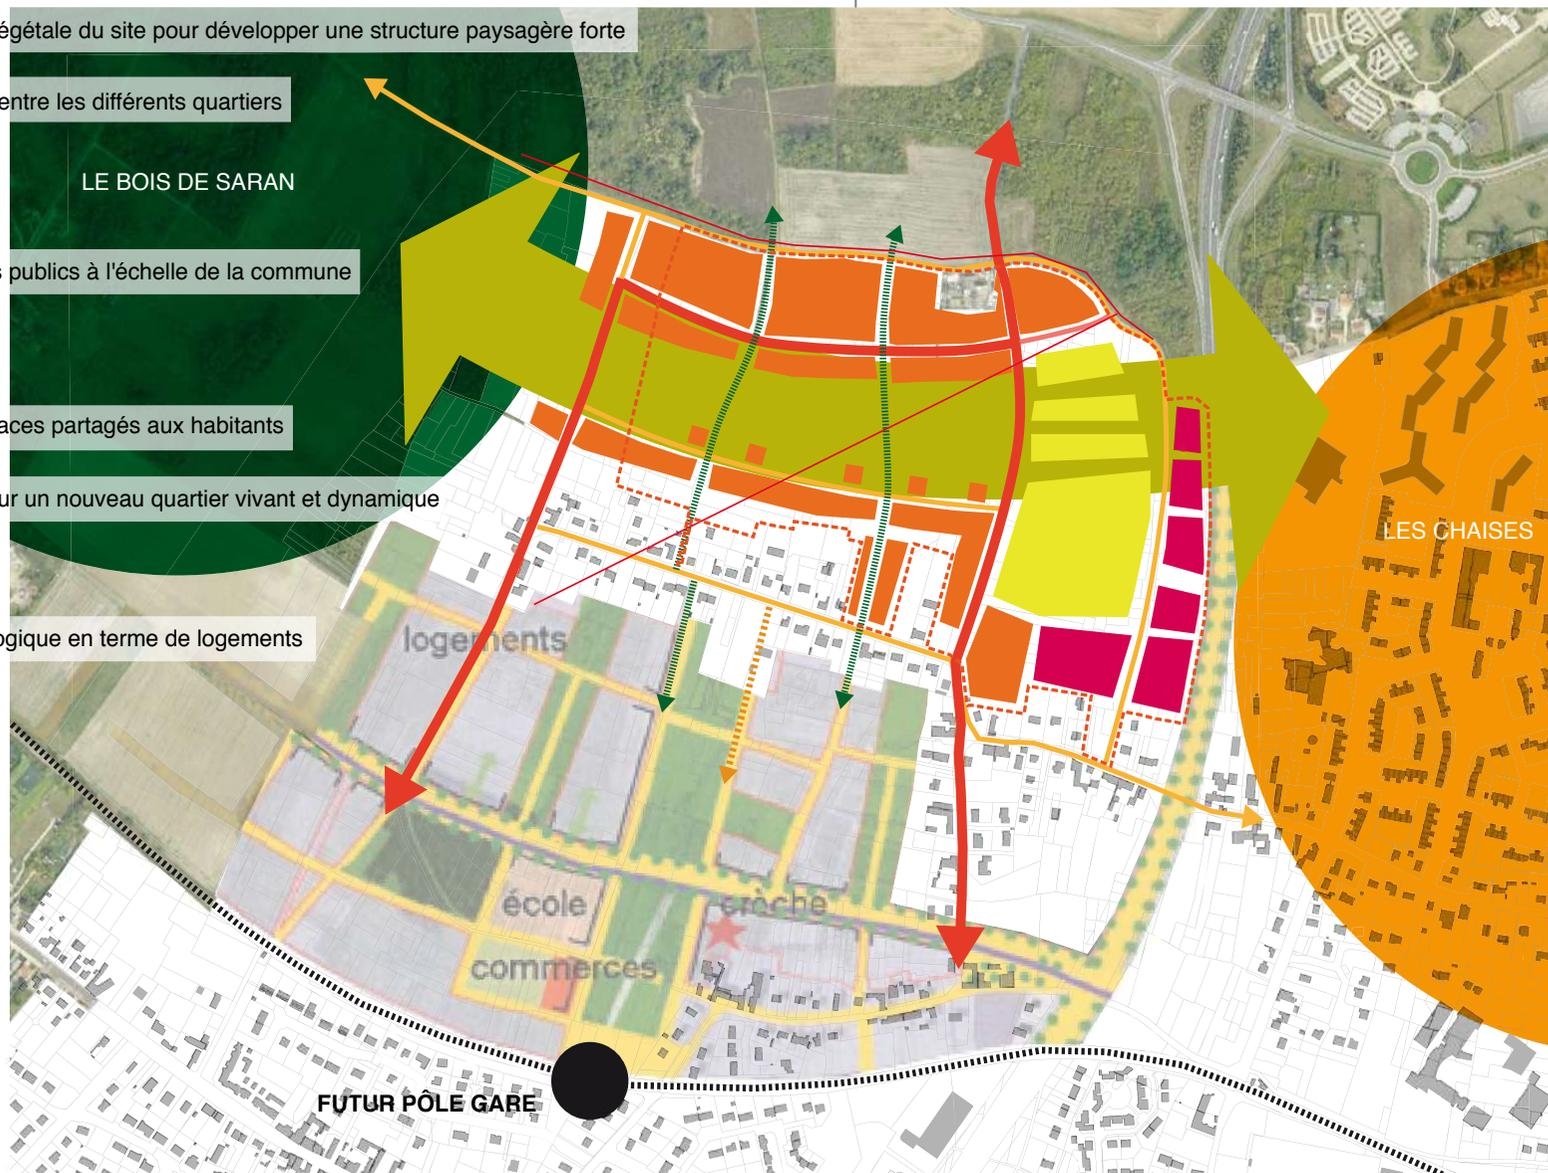 égétale du site pour développer une structure paysagère forte
entre les différents quartiers
LE BOIS DE SARAN
s publics à l'échelle de la commune
aces partagés aux habitants
ur un nouveau quartier vivant et dynamique
LES CHAISES
ogique en terme de logements
logements
école
crèche
commerces
FUTUR PÔLE GARE